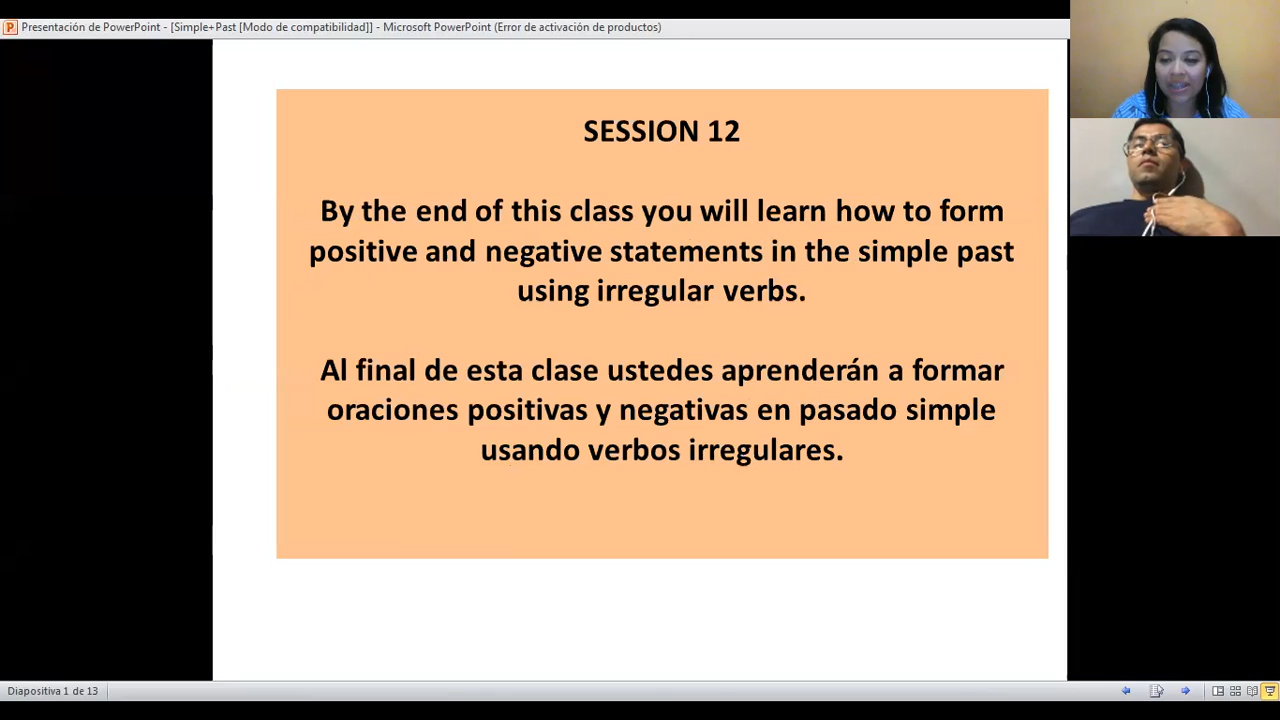 Presentación de PowerPoint - [Simple+Past [Modo de compatibilidad]] - Microsoft PowerPoint (Error de activación de productos)
SESSION 12
By the end of this class you will learn how to form
positive and negative statements in the simple past
using irregular verbs.
Al final de esta clase ustedes aprenderán a formar
oraciones positivas y negativas en pasado simple
usando verbos irregulares.
Diapositiva 1 de 13